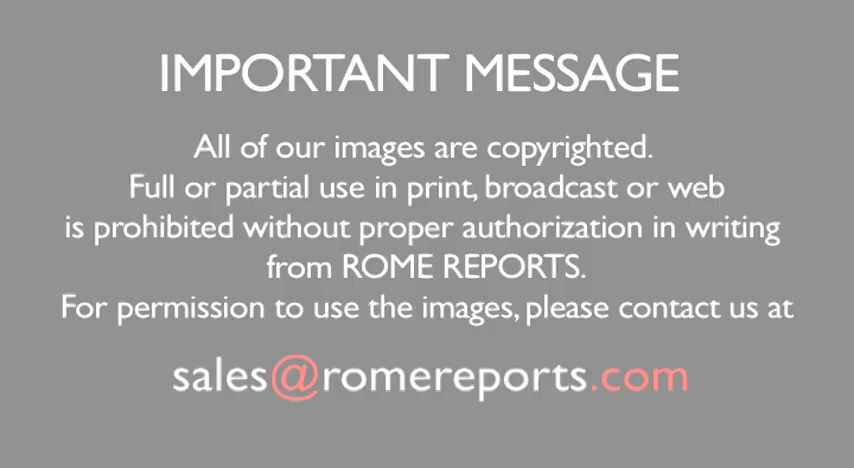 IMPORTANT MESSAGE
All of our images are copyrighted.
Full or partial use in print, broadcast or web
is prohibited without proper authorization in writing
from ROME REPORTS.
For permission to use the images, please contact us at
sales@romereports.com